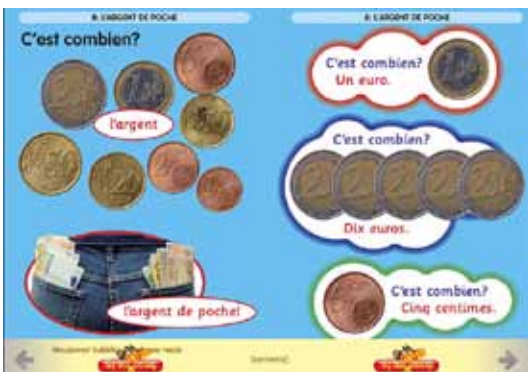 8: L'ARGENT DE POCHE
C'est combien?
l'argent
l'argent de poche!
8: L'ARGENT DE POCHE
C'est combien?
Un euro.
C'est combien?
Dix euros.
C'est combien?
Cinq centimes.